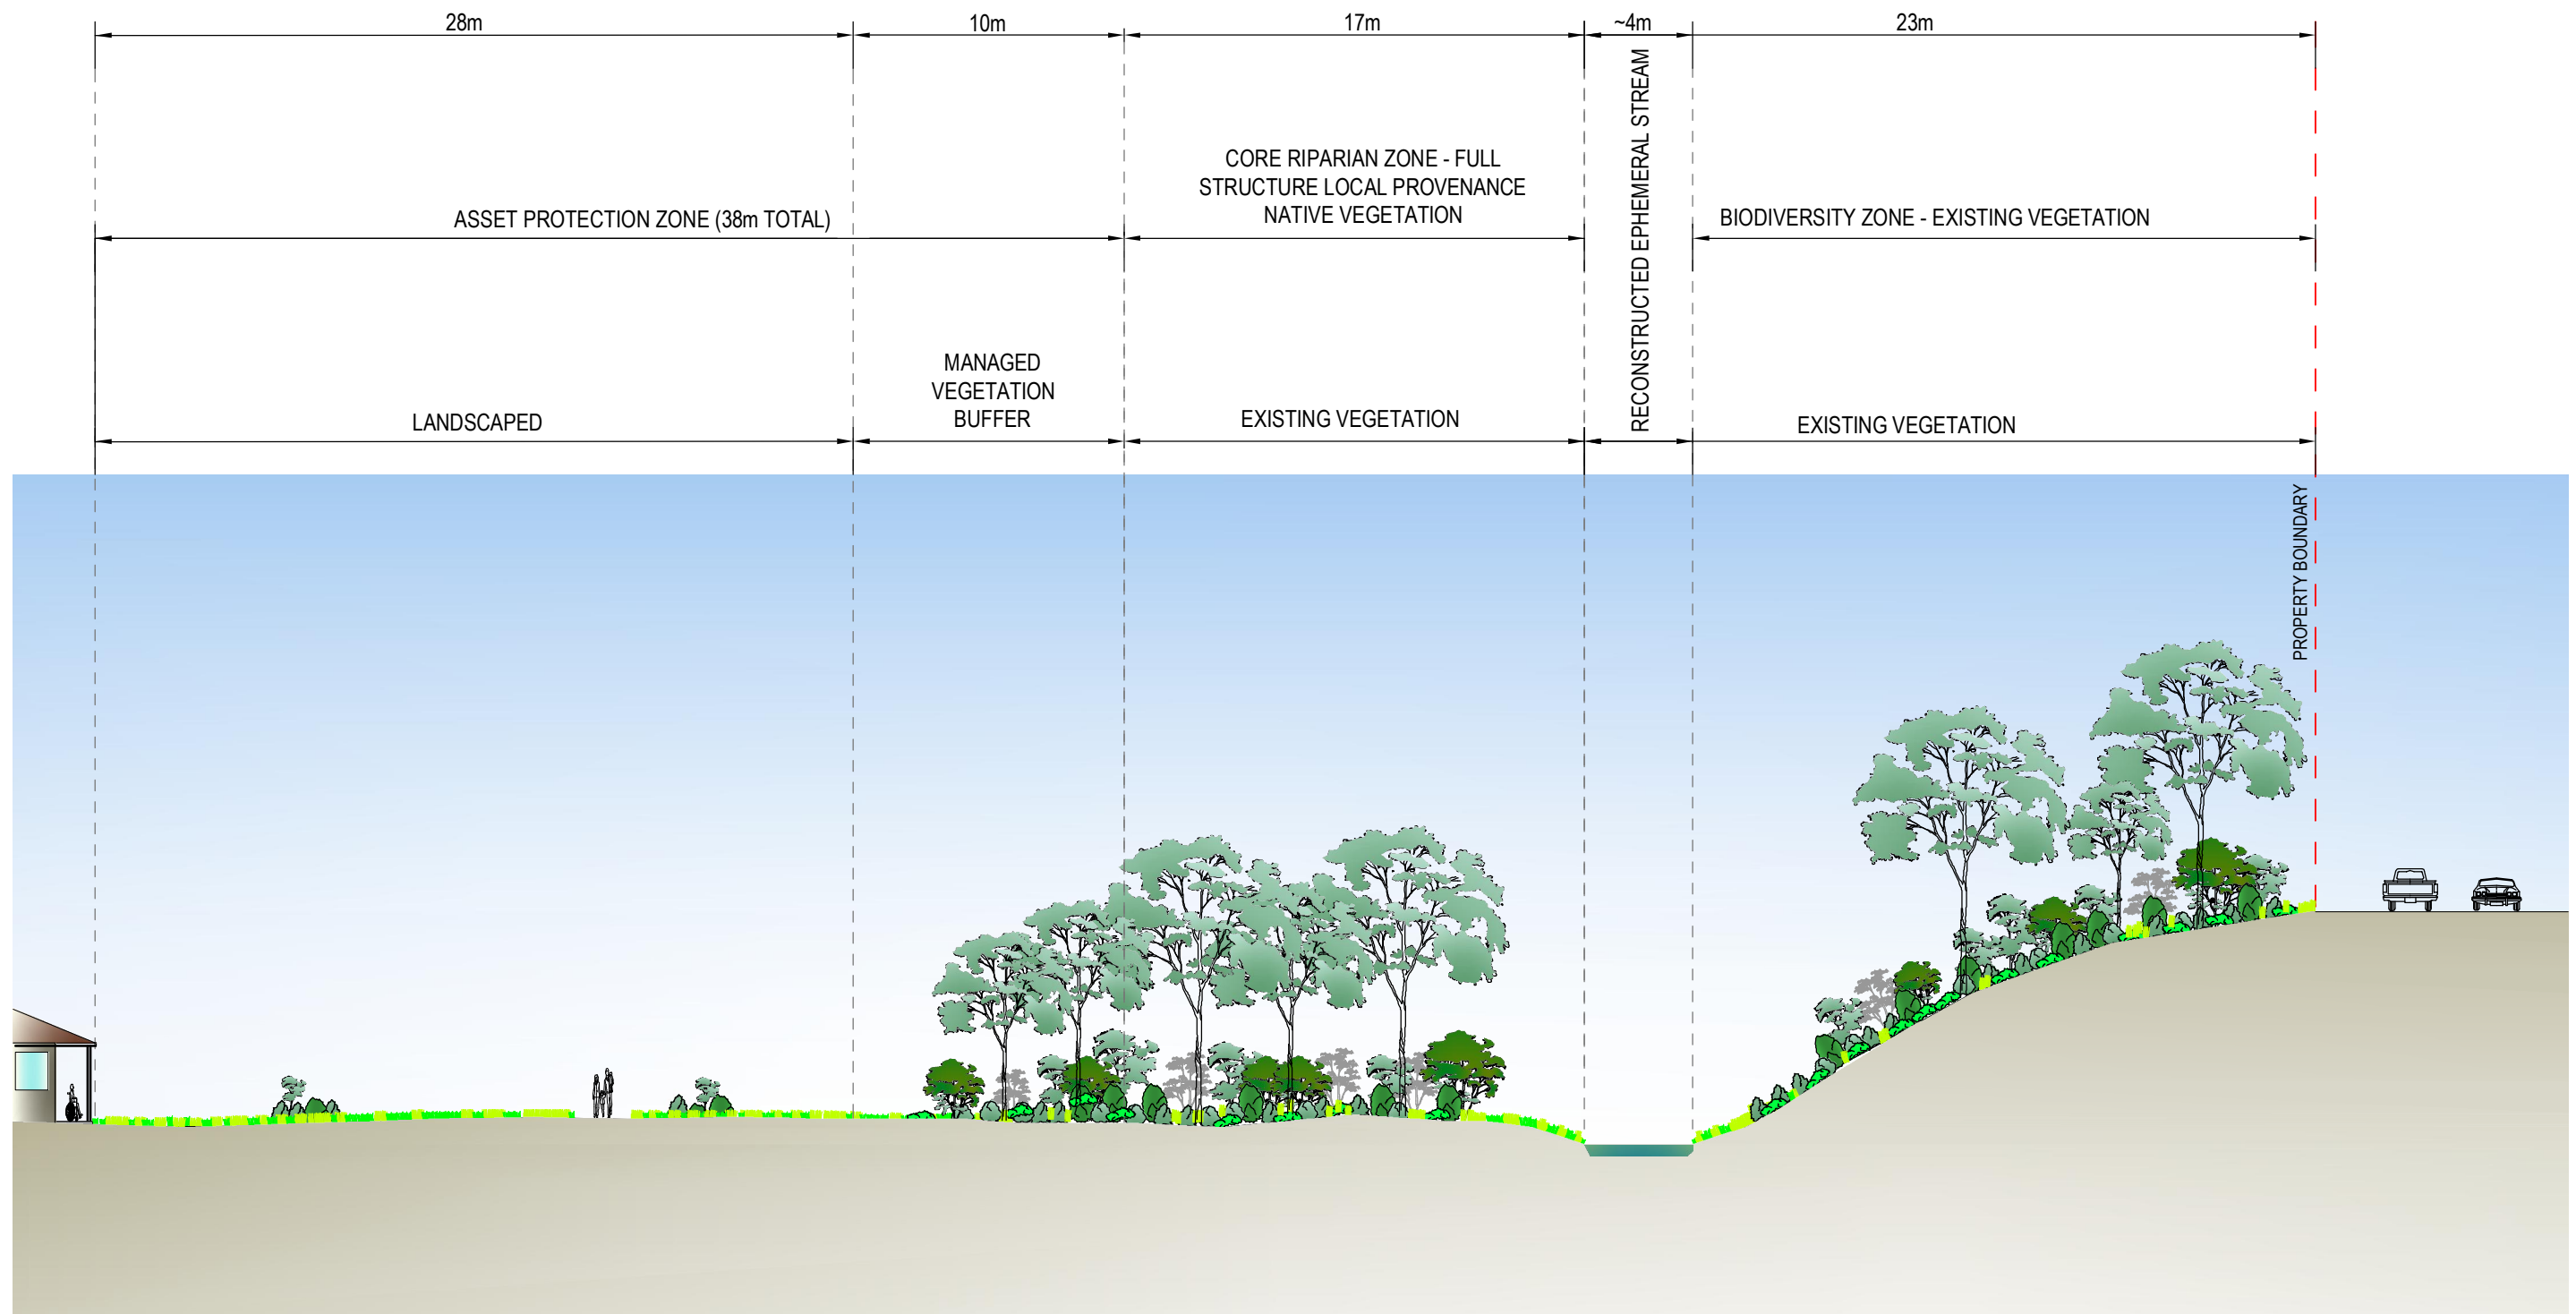 28m
10m
17m
~4m
23m
ASSET PROTECTION ZONE (38m TOTAL)
CORE RIPARIAN ZONE - FULL
STRUCTURE LOCAL PROVENANCE
NATIVE VEGETATION
RECONSTRUCTED EPHEMERAL STREAM
BIODIVERSITY ZONE - EXISTING VEGETATION
LANDSCAPED
MANAGED
VEGETATION
BUFFER
EXISTING VEGETATION
EXISTING VEGETATION
PROPERTY BOUNDARY